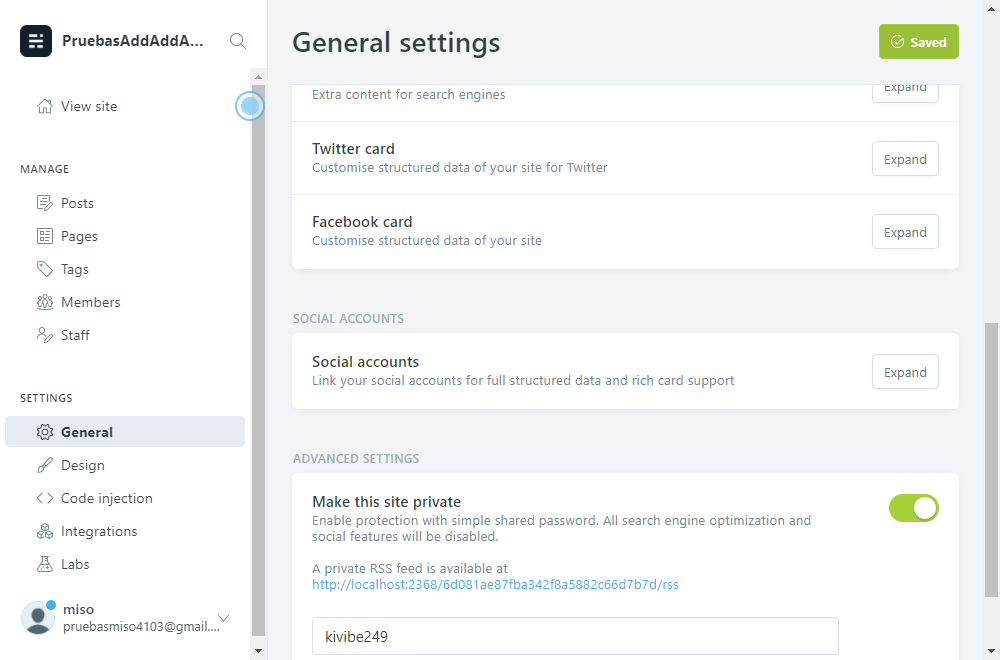 PruebasAddAddA...
View site
MANAGE
Posts
Pages
Tags
Members
Staff
SETTINGS
General
Design
Code injection
Integrations
Labs
miso
pruebasmiso4103@gmail....
General settings
Saved
Extra content for search engines
Expand
Twitter card
Customise structured data of your site for Twitter
Expand
Facebook card
Customise structured data of your site
Expand
SOCIAL ACCOUNTS
Social accounts
Link your social accounts for full structured data and rich card support
Expand
ADVANCED SETTINGS
Make this site private
Enable protection with simple shared password. All search engine optimization and
social features will be disabled.
A private RSS feed is available at
http://localhost:2368/6d081ae87fba342f8a5882c66d7b7d/rss
kivibe249